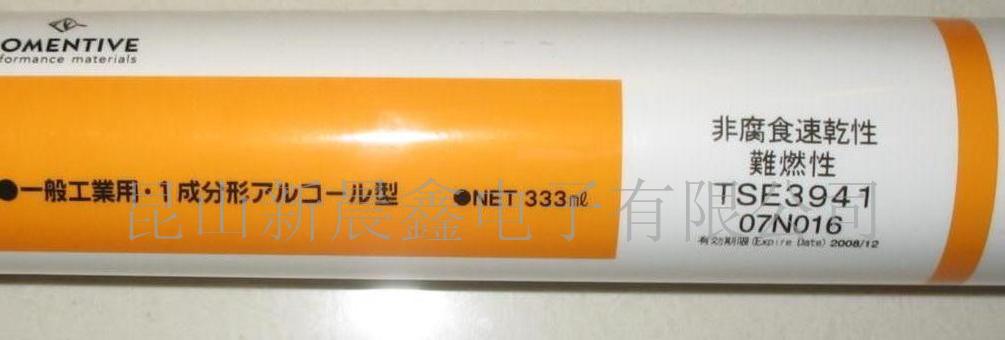 OMENTIVE
formance materials
●一般工業用・1成分形アルコール型
●NET 333㎖
非腐食速乾性
難燃性
TSE3941
07N016
有効期限(Expire Date) 2008/12
昆山新晨鑫电子有限公司